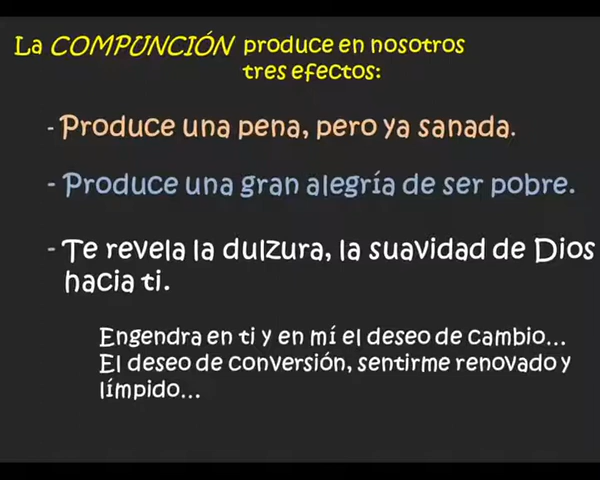 La COMPUNCIÓN produce en nosotros
tres efectos:
- Produce una pena, pero ya sanada.
- Produce una gran alegría de ser pobre.
- Te revela la dulzura, la suavidad de Dios
hacia ti.
Engendra en ti y en mí el deseo de cambio...
El deseo de conversión, sentirme renovado y
límpido...